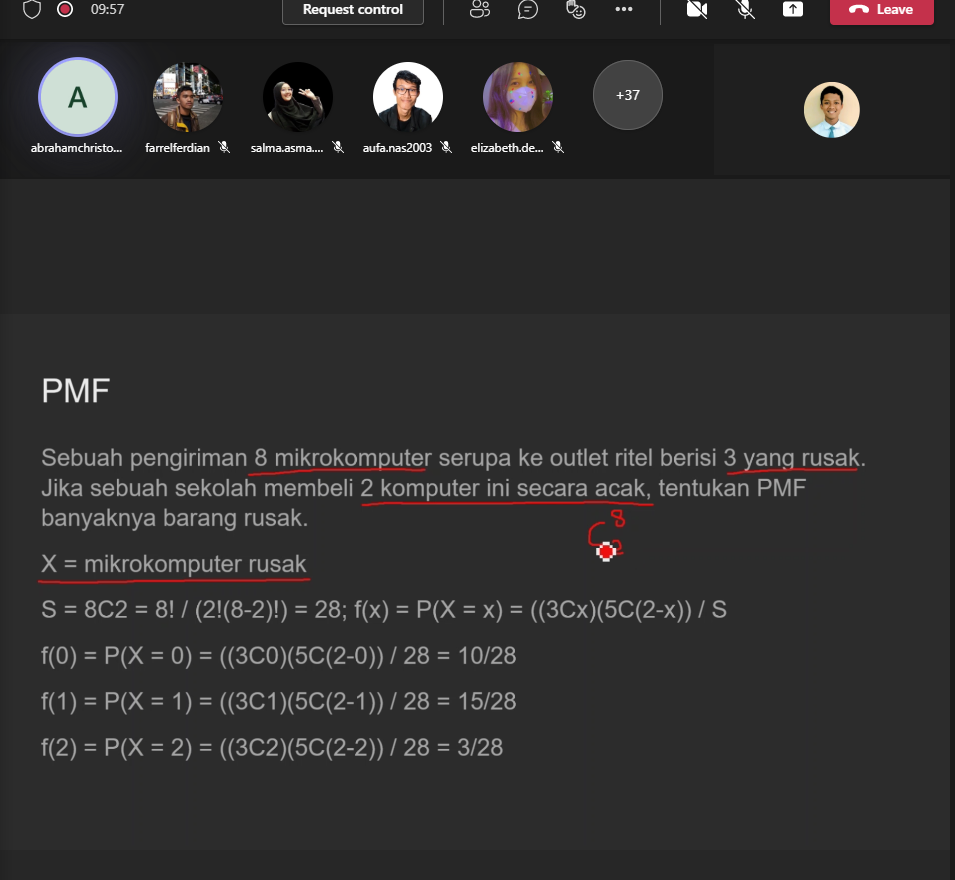 09:57
Request control
Leave
A
+37
abrahamchristo...
farrelferdian
salma.asma....
aufa.nas2003
elizabeth.de...
PMF
Sebuah pengiriman 8 mikrokomputer serupa ke outlet ritel berisi 3 yang rusak.
Jika sebuah sekolah membeli 2 komputer ini secara acak, tentukan PMF
banyaknya barang rusak.
C 8 2
X = mikrokomputer rusak
S = 8C2 = 8! / (2!(8-2)!) = 28; f(x) = P(X = x) = ((3Cx)(5C(2-x)) / S
f(0) = P(X = 0) = ((3C0)(5C(2-0)) / 28 = 10/28
f(1) = P(X = 1) = ((3C1)(5C(2-1)) / 28 = 15/28
f(2) = P(X = 2) = ((3C2)(5C(2-2)) / 28 = 3/28